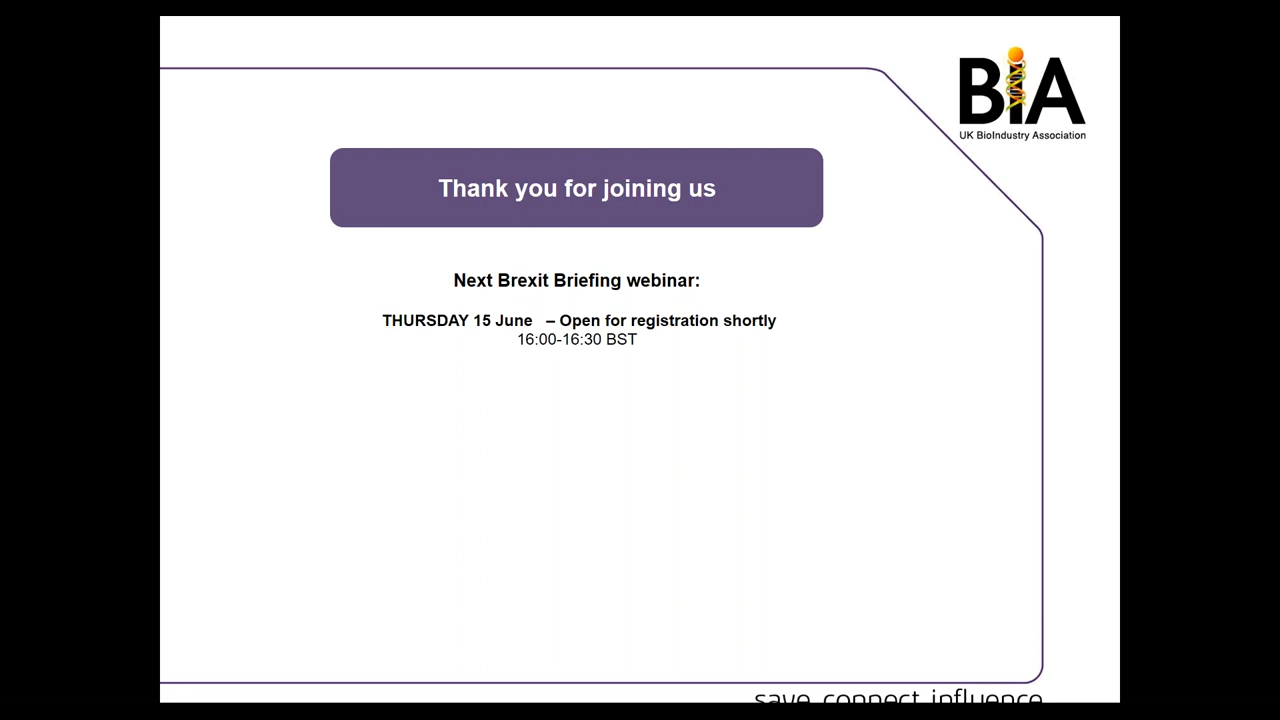 BIA
UK BioIndustry Association
Thank you for joining us
Next Brexit Briefing webinar:
THURSDAY 15 June – Open for registration shortly
16:00-16:30 BST
save connect influence